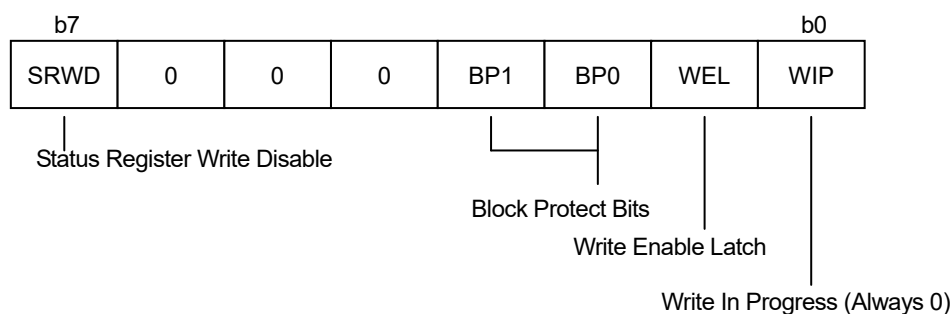 b7 b0
SRWD 0 0 0 BP1 BP0 WEL WIP
Status Register Write Disable
Block Protect Bits
Write Enable Latch
Write In Progress (Always 0)